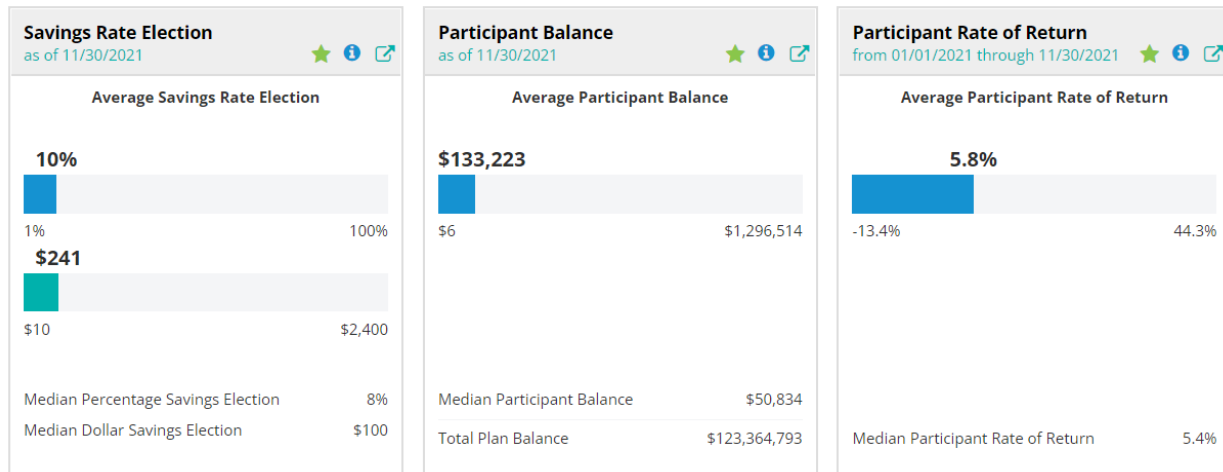 Savings Rate Election
as of 11/30/2021
Average Savings Rate Election
10%
1% 100%
$241
$10 $2,400
Median Percentage Savings Election 8%
Median Dollar Savings Election $100
Participant Balance
as of 11/30/2021
Average Participant Balance
$133,223
$6 $1,296,514
Median Participant Balance $50,834
Total Plan Balance $123,364,793
Participant Rate of Return
from 01/01/2021 through 11/30/2021
Average Participant Rate of Return
5.8%
-13.4% 44.3%
Median Participant Rate of Return 5.4%